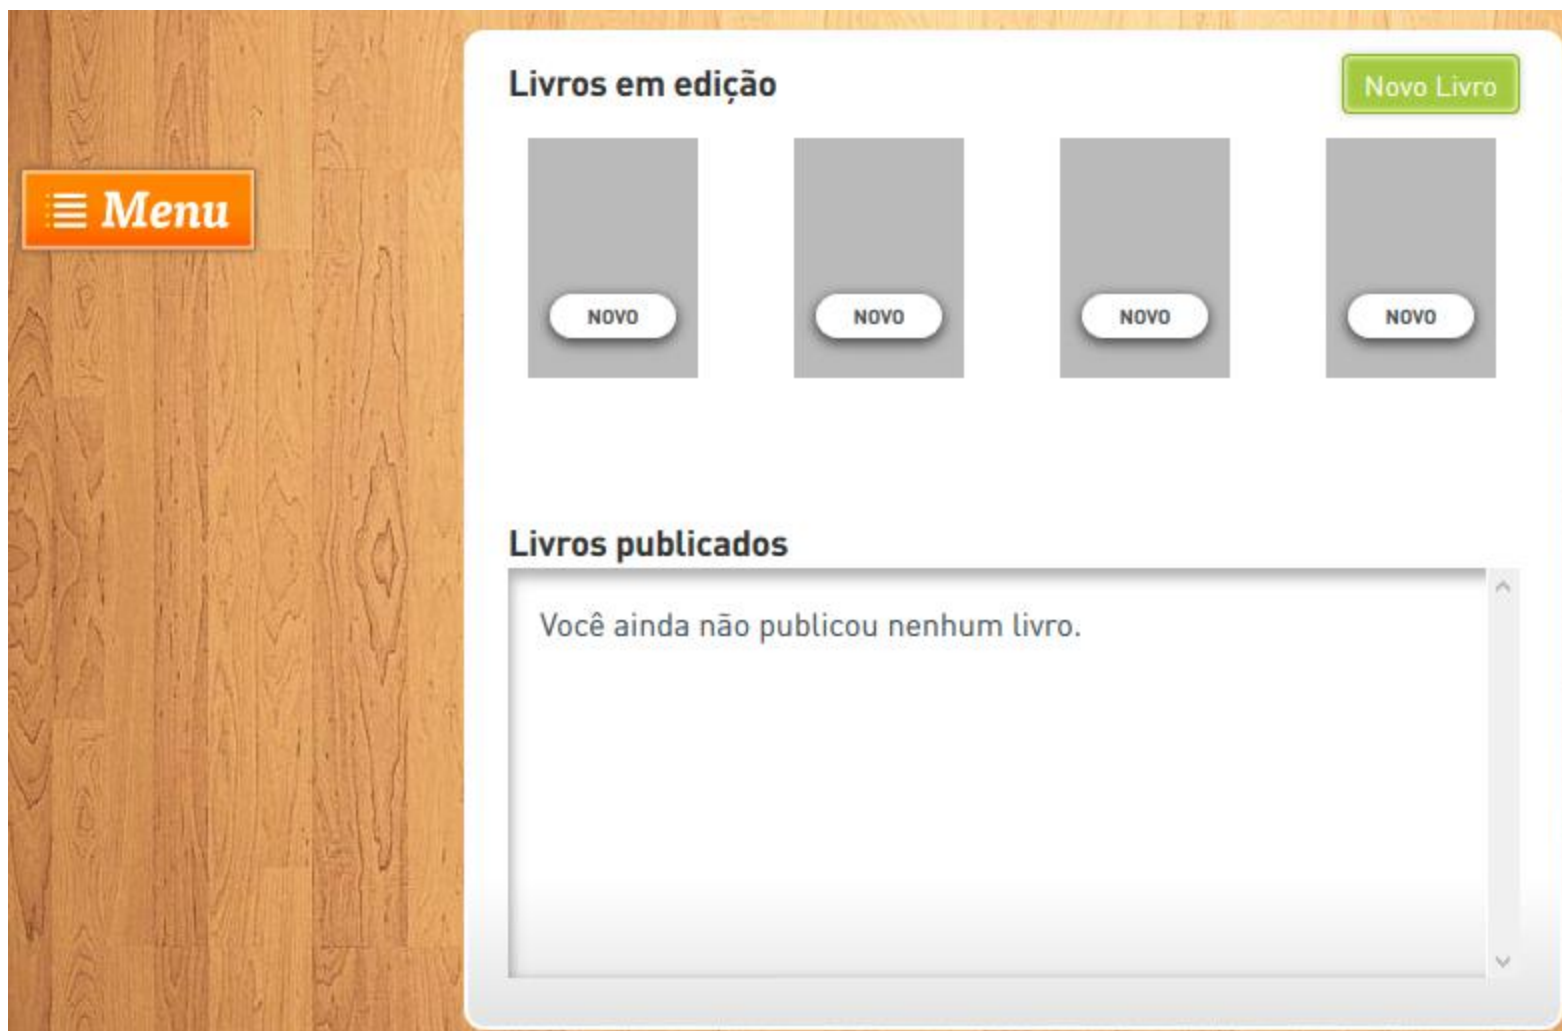 Livros em edição
Novo Livro
Menu
NOVO
NOVO
NOVO
NOVO
Livros publicados
Você ainda não publicou nenhum livro.